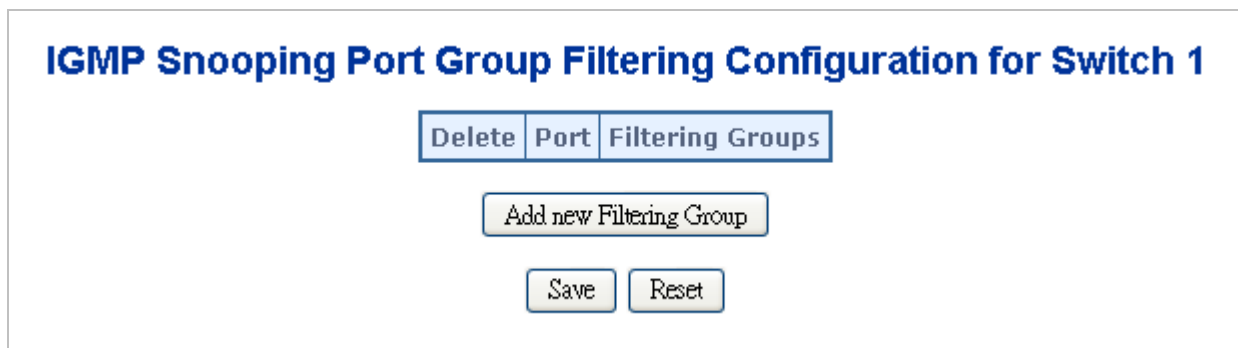 IGMP Snooping Port Group Filtering Configuration for Switch 1
Delete Port Filtering Groups
Add new Filtering Group
Save Reset